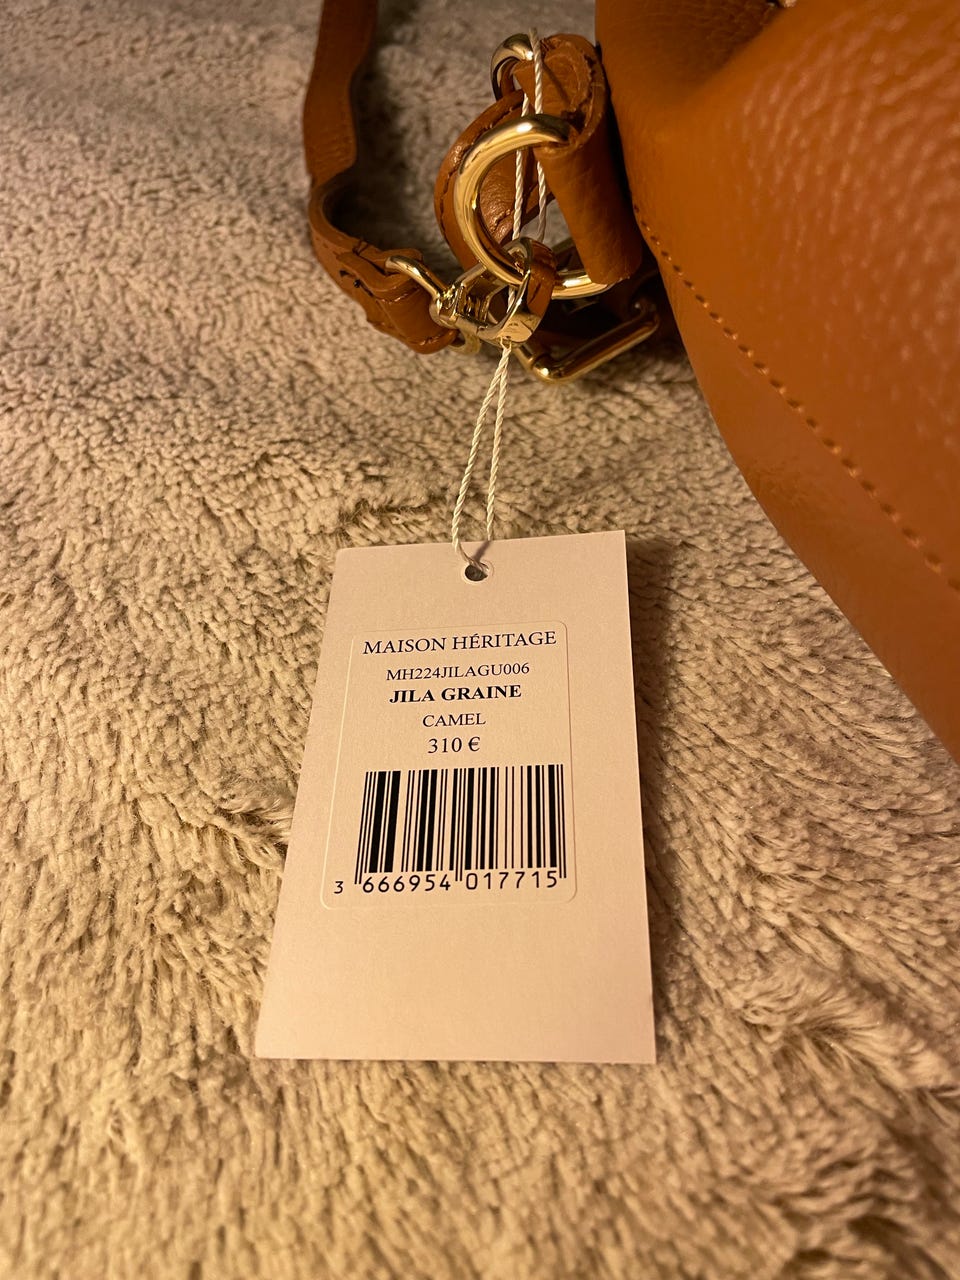 MAISON HÉRITAGE
MH224JILAGU006
JILA GRAINE
CAMEL
310 €
3 666954 017715